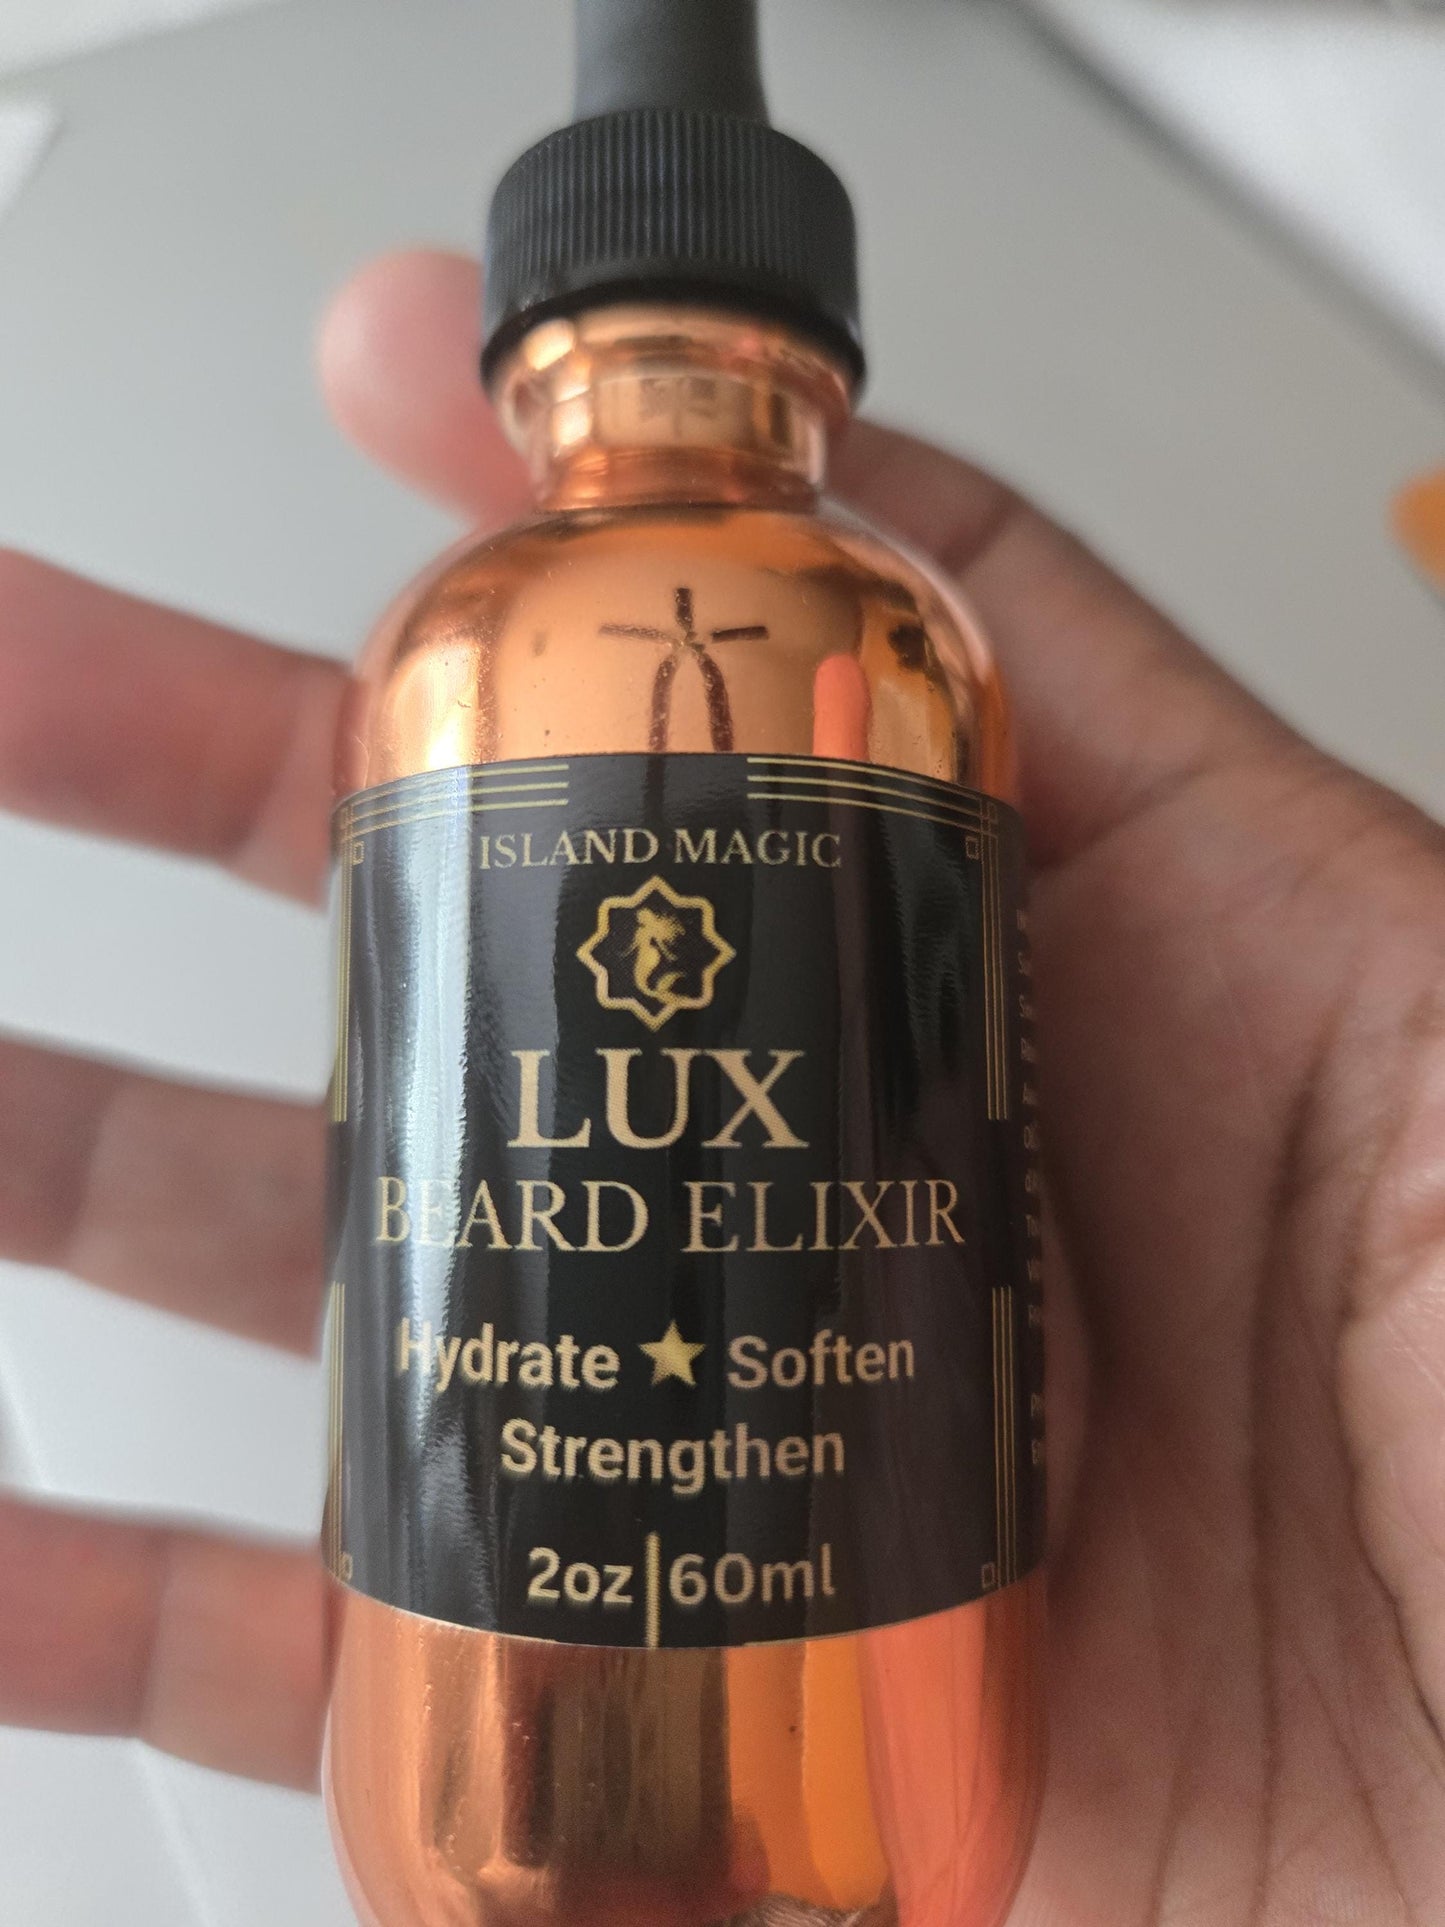 ISLAND MAGIC
LUX
BEARD ELIXIR
Hydrate ★ Soften
Strengthen
2oz|60ml